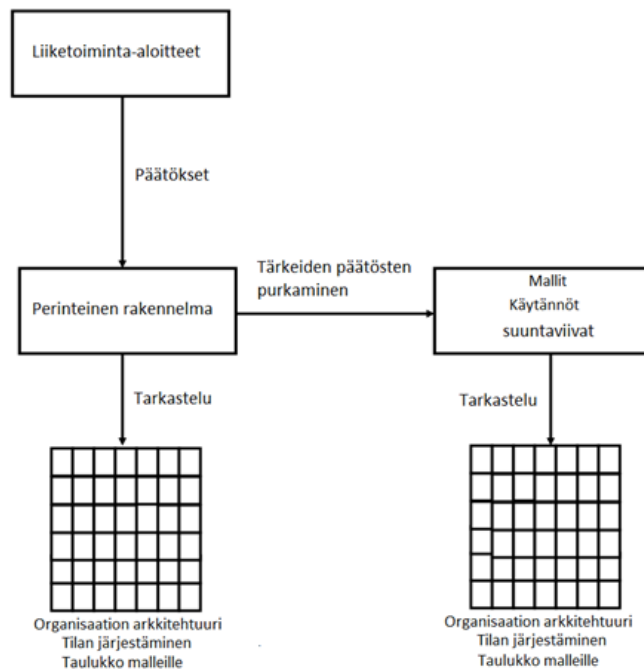 Liiketoiminta-aloitteet
Päätökset
Perinteinen rakennelma
Tärkeiden päätösten
purkaminen
Mallit
Käytännöt
suuntaviivat
Tarkastelu
Tarkastelu
Organisaation arkkitehtuuri
Tilan järjestäminen
Taulukko malleille
Organisaation arkkitehtuuri
Tilan järjestäminen
Taulukko malleille